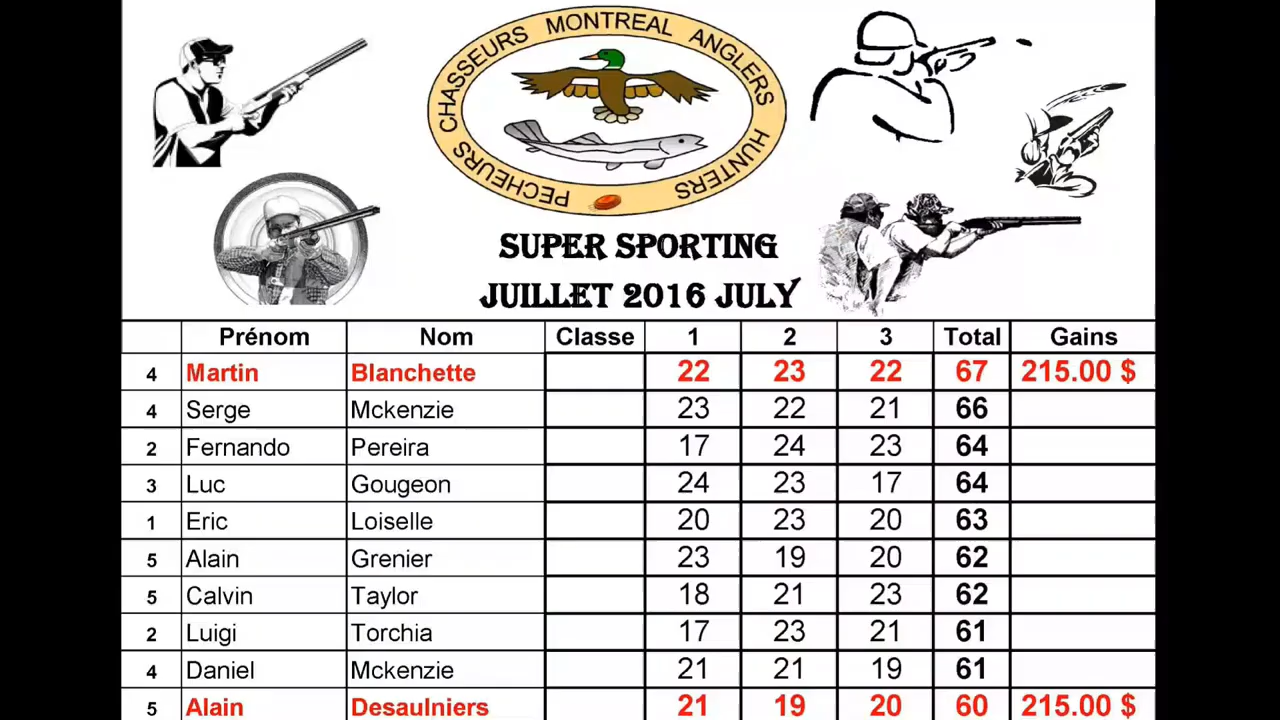 CHASSEURS MONTREAL ANGLERS HUNTERS PECHEURS
SUPER SPORTING
JUILLET 2016 JULY
Prénom Nom Classe 1 2 3 Total Gains
4 Martin Blanchette 22 23 22 67 215.00 $
4 Serge Mckenzie 23 22 21 66
2 Fernando Pereira 17 24 23 64
3 Luc Gougeon 24 23 17 64
1 Eric Loiselle 20 23 20 63
5 Alain Grenier 23 19 20 62
5 Calvin Taylor 18 21 23 62
2 Luigi Torchia 17 23 21 61
4 Daniel Mckenzie 21 21 19 61
5 Alain Desaulniers 21 19 20 60 215.00 $